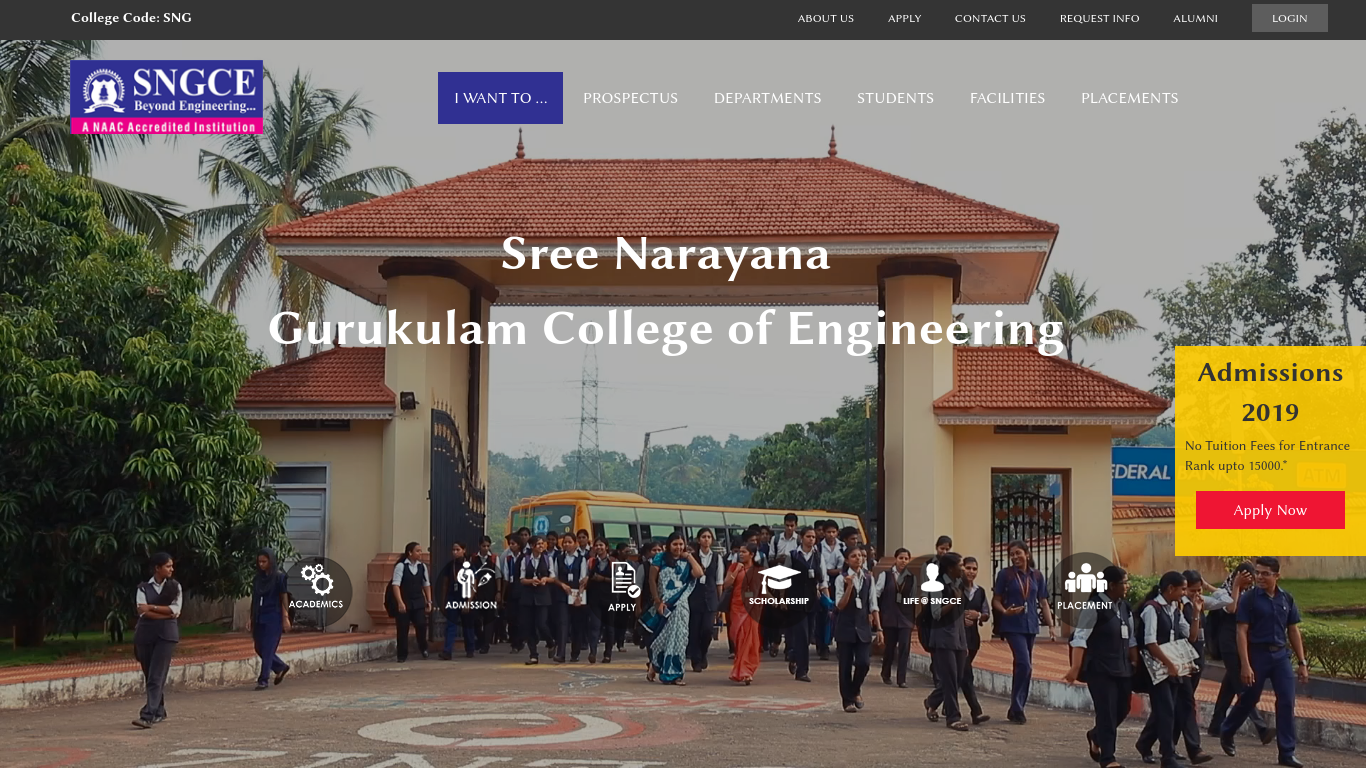 College Code: SNG
ABOUT US
APPLY
CONTACT US
REQUEST INFO
ALUMNI
LOGIN
SNGCE
Beyond Engineering...
A NAAC Accredited Institution
I WANT TO ...
PROSPECTUS
DEPARTMENTS
STUDENTS
FACILITIES
PLACEMENTS
Sree Narayana
Gurukulam College of Engineering
Admissions
2019
No Tuition Fees for Entrance
Rank upto 15000.*
Apply Now
FEDERAL BANK
ATM
ACADEMICS
ADMISSION
APPLY
SCHOLARSHIP
LIFE @ SNGCE
PLACEMENT